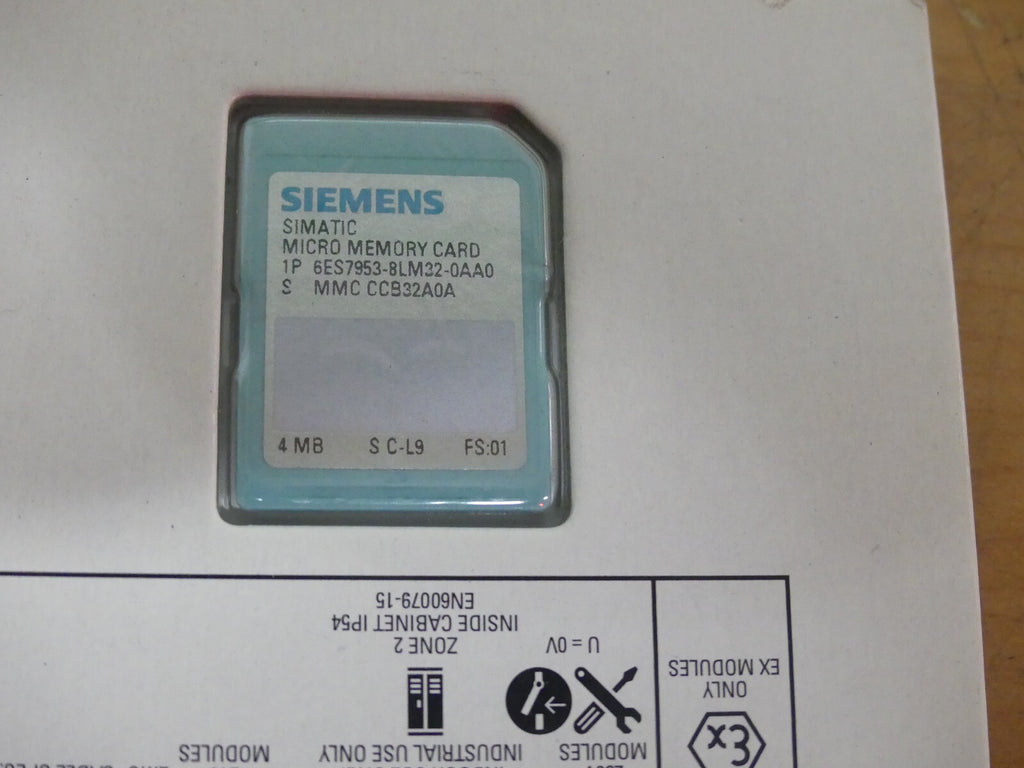 SIEMENS
SIMATIC
MICRO MEMORY CARD
1P 6ES7953-8LM32-0AA0
S MMC CCB32A0A
4 MB S C-L9 FS:01
EN60079-15
INSIDE CABINET IP54
ZONE 2
U = 0V
EX MODULES
ONLY
εx
MODULES
INDUSTRIAL USE ONLY
MODULES